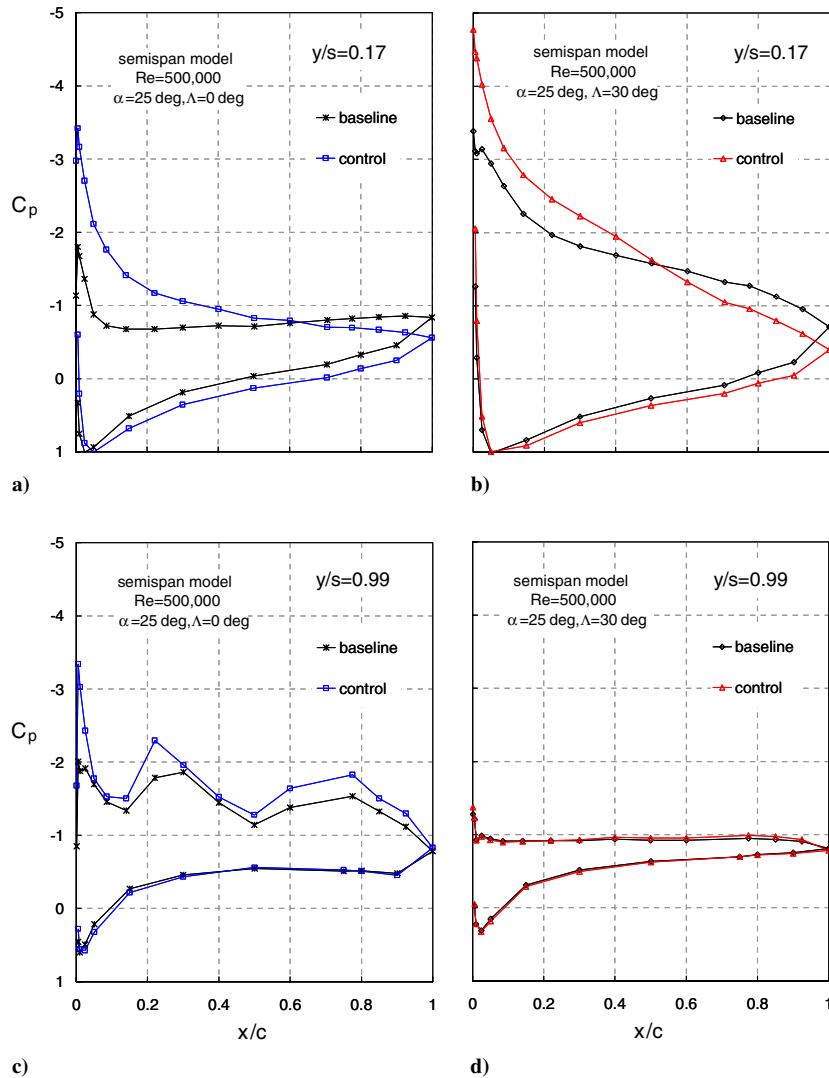 -5
-4
-3
-2
-1
0
1
Cp
semispan model
Re=500,000
α=25 deg,Λ=0 deg
y/s=0.17
baseline
control
a)
semispan model
Re=500,000
α=25 deg, Λ=30 deg
y/s=0.17
baseline
control
b)
-5
-4
-3
-2
-1
0
1
Cp
semispan model
Re=500,000
α=25 deg,Λ=0 deg
y/s=0.99
baseline
control
0
0.2
0.4
0.6
0.8
1
x/c
c)
semispan model
Re=500,000
α=25 deg,Λ=30 deg
y/s=0.99
baseline
control
0
0.2
0.4
0.6
0.8
1
x/c
d)